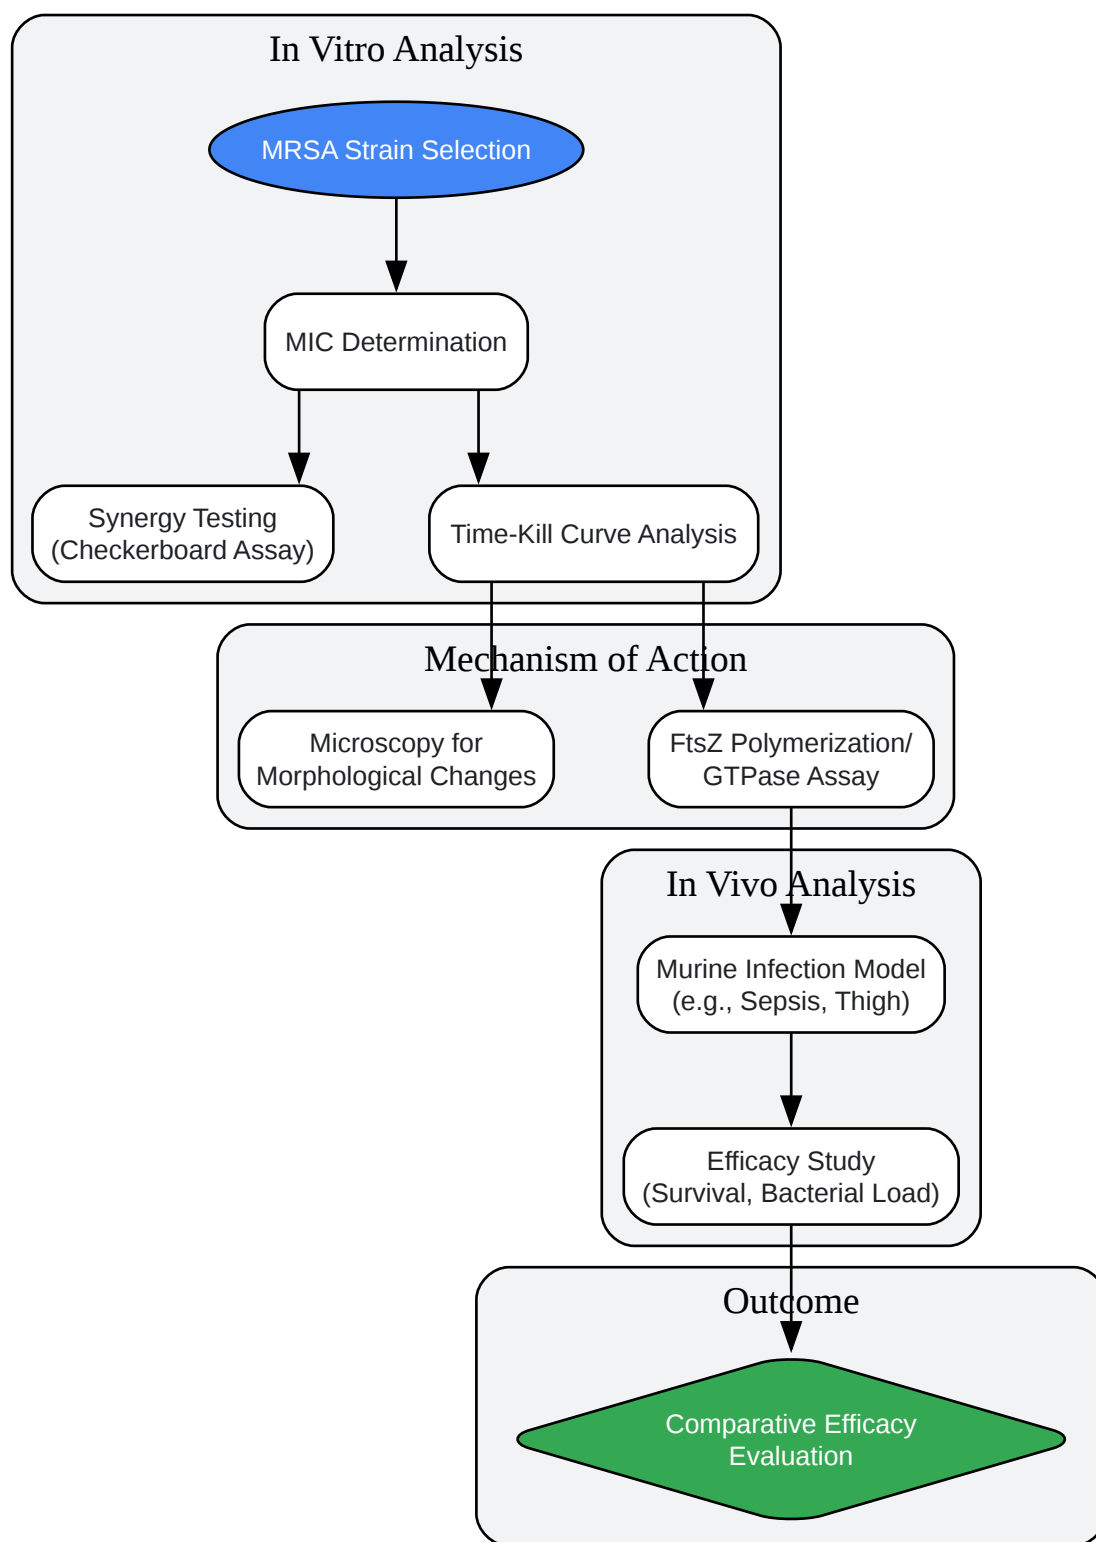 In Vitro Analysis
MRSA Strain Selection
MIC Determination
Synergy Testing
(Checkerboard Assay)
Time-Kill Curve Analysis
Mechanism of Action
Microscopy for
Morphological Changes
FtsZ Polymerization/
GTPase Assay
In Vivo Analysis
Murine Infection Model
(e.g., Sepsis, Thigh)
Efficacy Study
(Survival, Bacterial Load)
Outcome
Comparative Efficacy
Evaluation